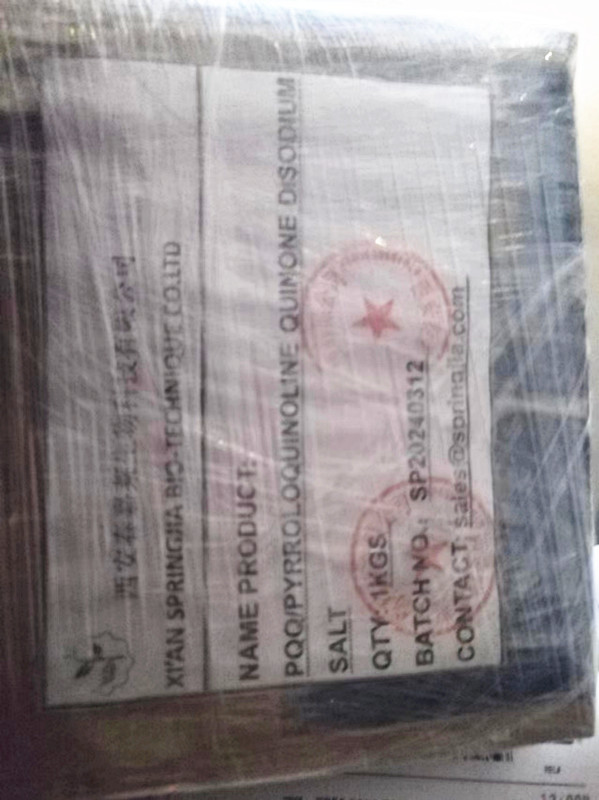 XI'AN SPRINGJIA BIO-TECHNIQUE CO.LTD
NAME PRODUCT:
PQQ/PYRROLOQUINOLINE QUINONE DISODIUM
SALT
QTY: 1KGS
BATCH NO.: SP20240312
CONTACT: sales@springjia.com